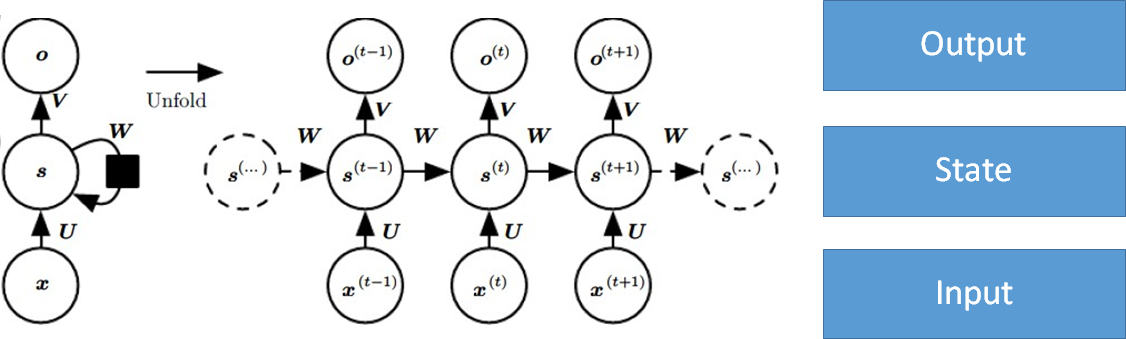 o
o^(t−1)
o^(t)
o^(t+1)
Output
V
V
V
V
Unfold
W
W
W
W
W
s
s^(...)
s^(t−1)
s^(t)
s^(t+1)
s^(...)
State
U
U
U
U
x
x^(t−1)
x^(t)
x^(t+1)
Input